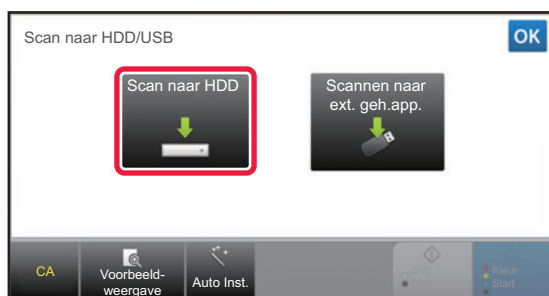 Scan naar HDD/USB
OK
Scan naar HDD
Scannen naar
ext. geh.app.
CA
Voorbeeld-
weergave
Auto Inst.
Z/W
Start
Kleur
Start